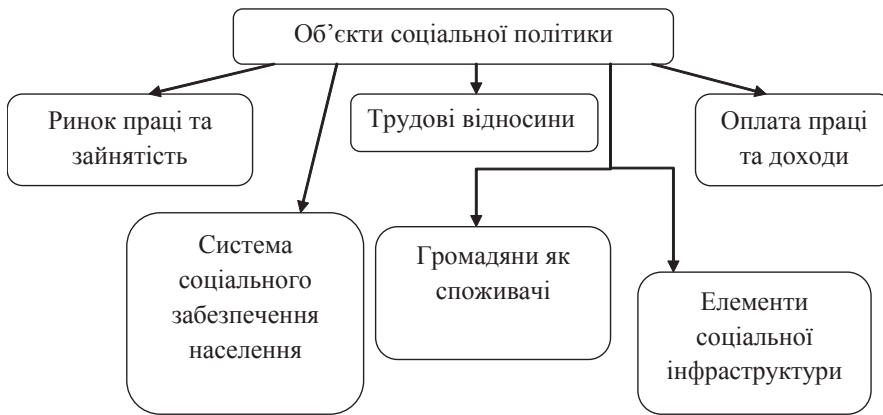 Об’єкти соціальної політики
Ринок праці та
зайнятість
Трудові відносини
Оплата праці
та доходи
Система
соціального
забезпечення
населення
Громадяни як
споживачі
Елементи
соціальної
інфраструктури